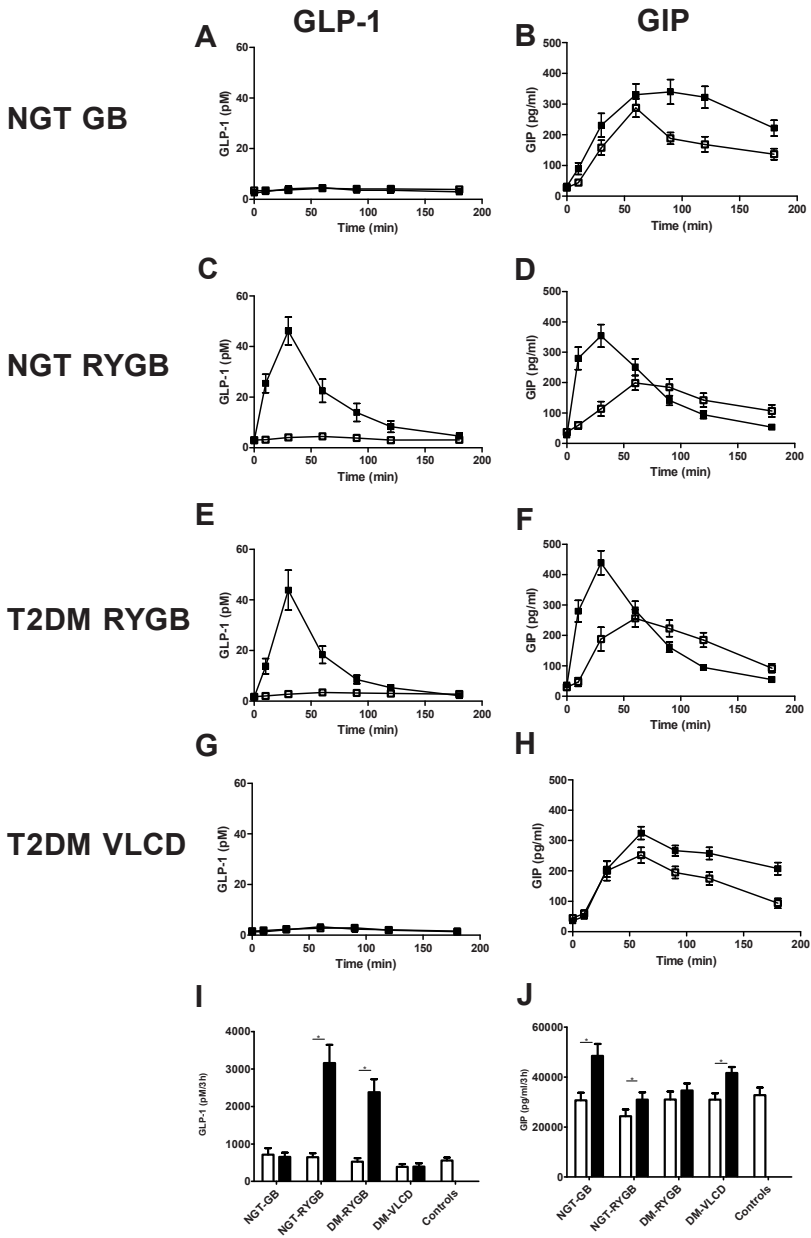 GLP-1 GIP
NGT GB
A
GLP-1 (pM)
60
40
20
0
0 50 100 150 200
Time (min)
B
GIP (pg/ml)
500
400
300
200
100
0
0 50 100 150 200
Time (min)
NGT RYGB
C
GLP-1 (pM)
60
40
20
0
0 50 100 150 200
Time (min)
D
GIP (pg/ml)
500
400
300
200
100
0
0 50 100 150 200
Time (min)
T2DM RYGB
E
GLP-1 (pM)
60
40
20
0
0 50 100 150 200
Time (min)
F
GIP (pg/ml)
500
400
300
200
100
0
0 50 100 150 200
Time (min)
T2DM VLCD
G
GLP-1 (pM)
60
40
20
0
0 50 100 150 200
Time (min)
H
GIP (pg/ml)
500
400
300
200
100
0
0 50 100 150 200
Time (min)
I
GLP-1 (pM/3h)
4000
3000
2000
1000
0
* *
NGT-GB NGT-RYGB DM-RYGB DM-VLCD Controls
J
GIP (pg/ml/3h)
60000
40000
20000
0
* * *
NGT-GB NGT-RYGB DM-RYGB DM-VLCD Controls